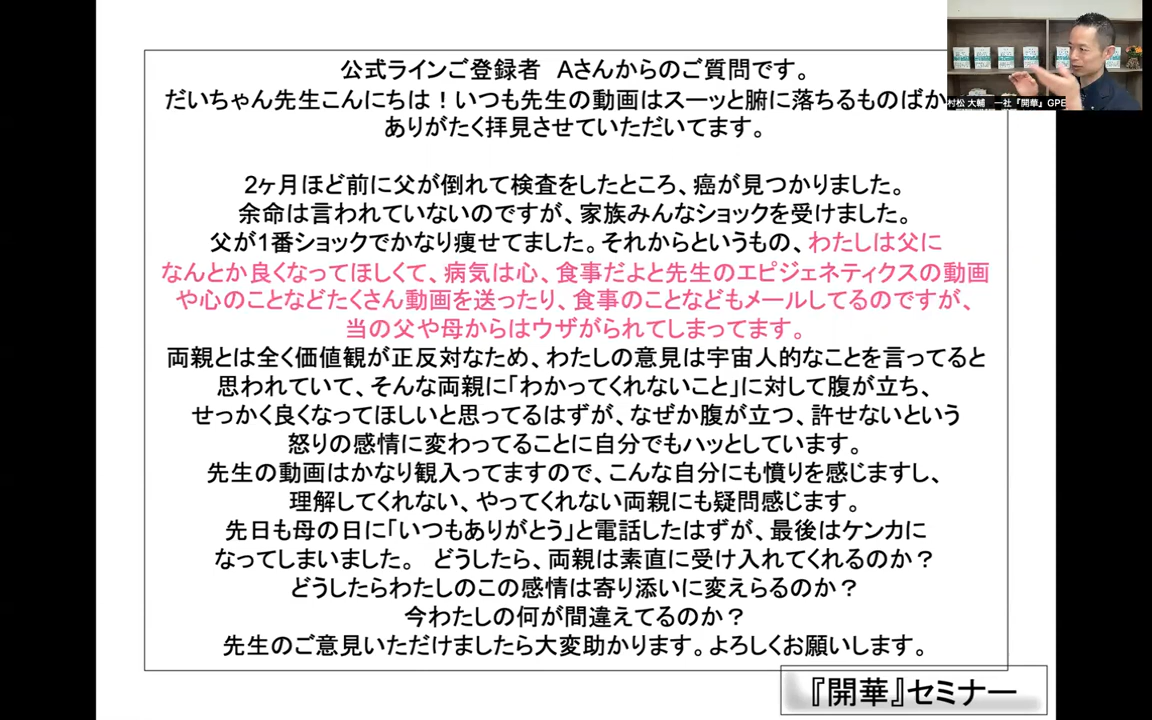 公式ラインご登録者　Aさんからのご質問です。
だいちゃん先生こんにちは！いつも先生の動画はスーッと腑に落ちるものばか
ありがたく拝見させていただいてます。
2ヶ月ほど前に父が倒れて検査をしたところ、癌が見つかりました。
余命は言われていないのですが、家族みんなショックを受けました。
父が1番ショックでかなり痩せてました。それからというもの、わたしは父に
なんとか良くなってほしくて、病気は心、食事だよと先生のエピジェネティクスの動画
や心のことなどたくさん動画を送ったり、食事のことなどもメールしてるのですが、
当の父や母からはウザがられてしまってます。
両親とは全く価値観が正反対なため、わたしの意見は宇宙人的なことを言ってると
思われていて、そんな両親に「わかってくれないこと」に対して腹が立ち、
せっかく良くなってほしいと思ってるはずが、なぜか腹が立つ、許せないという
怒りの感情に変わってることに自分でもハッとしています。
先生の動画はかなり観入ってますので、こんな自分にも憤りを感じますし、
理解してくれない、やってくれない両親にも疑問感じます。
先日も母の日に「いつもありがとう」と電話したはずが、最後はケンカに
なってしまいました。　どうしたら、両親は素直に受け入れてくれるのか？
どうしたらわたしのこの感情は寄り添いに変えらるのか？
今わたしの何が間違えてるのか？
先生のご意見いただけましたら大変助かります。よろしくお願いします。
『開華』セミナー
村松 大輔　一社『開華』GPE